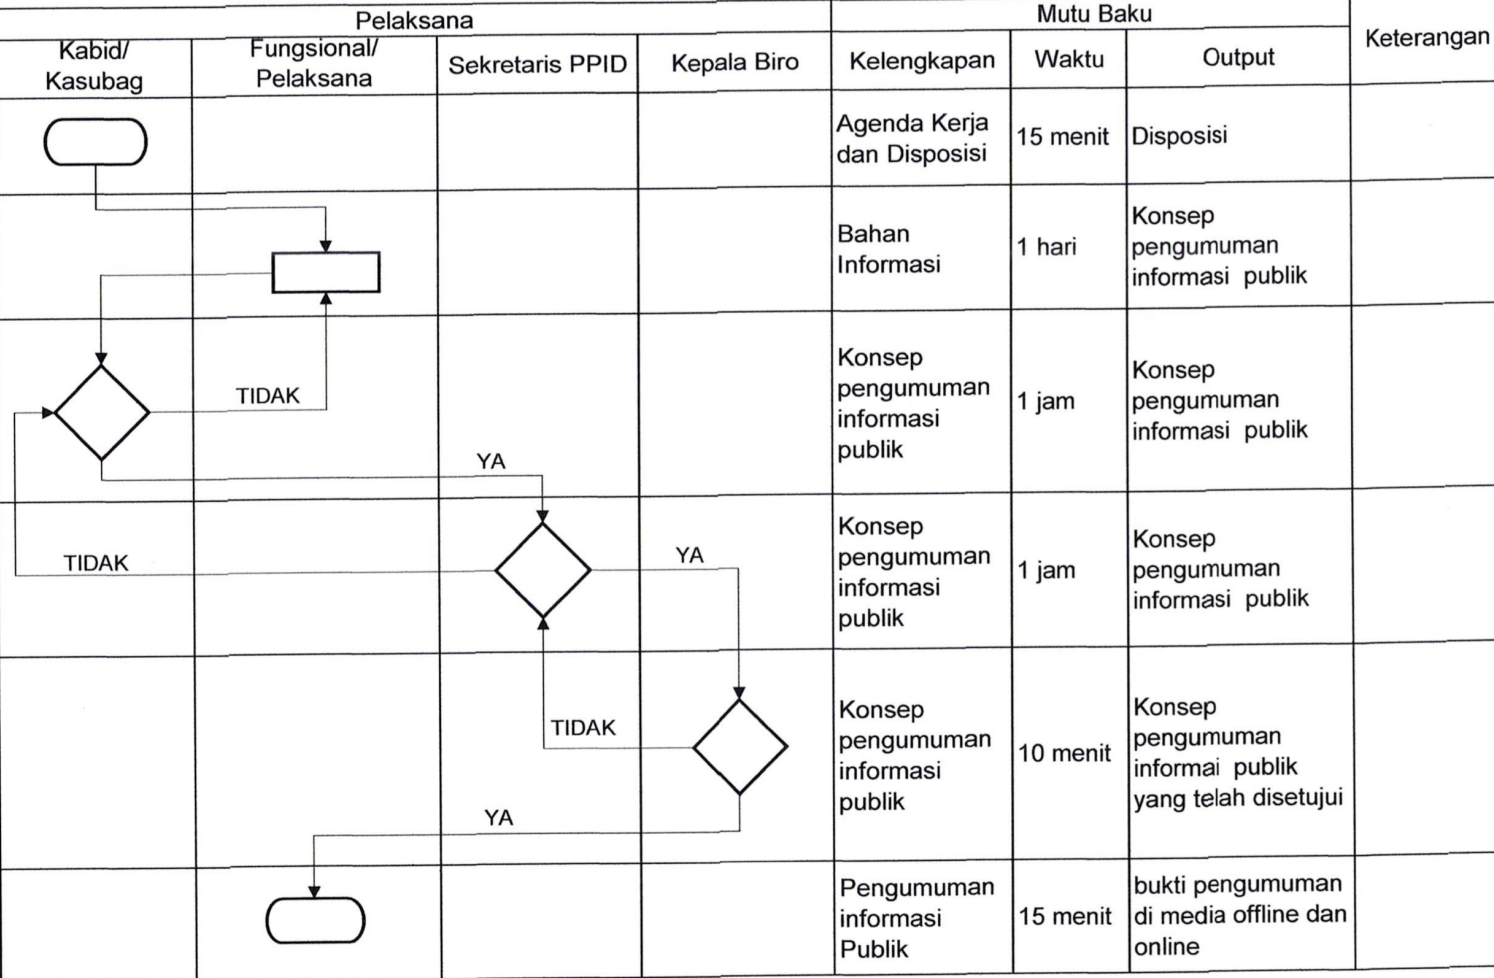 Pelaksana
Mutu Baku
Keterangan
Kabid/
Kasubag
Fungsional/
Pelaksana
Sekretaris PPID
Kepala Biro
Kelengkapan
Waktu
Output
Agenda Kerja
dan Disposisi
15 menit
Disposisi
Bahan
Informasi
1 hari
Konsep
pengumuman
informasi publik
TIDAK
Konsep
pengumuman
informasi
publik
1 jam
Konsep
pengumuman
informasi publik
YA
TIDAK
YA
Konsep
pengumuman
informasi
publik
1 jam
Konsep
pengumuman
informasi publik
TIDAK
Konsep
pengumuman
informasi
publik
10 menit
Konsep
pengumuman
informai publik
yang telah disetujui
YA
Pengumuman
informasi
Publik
15 menit
bukti pengumuman
di media offline dan
online